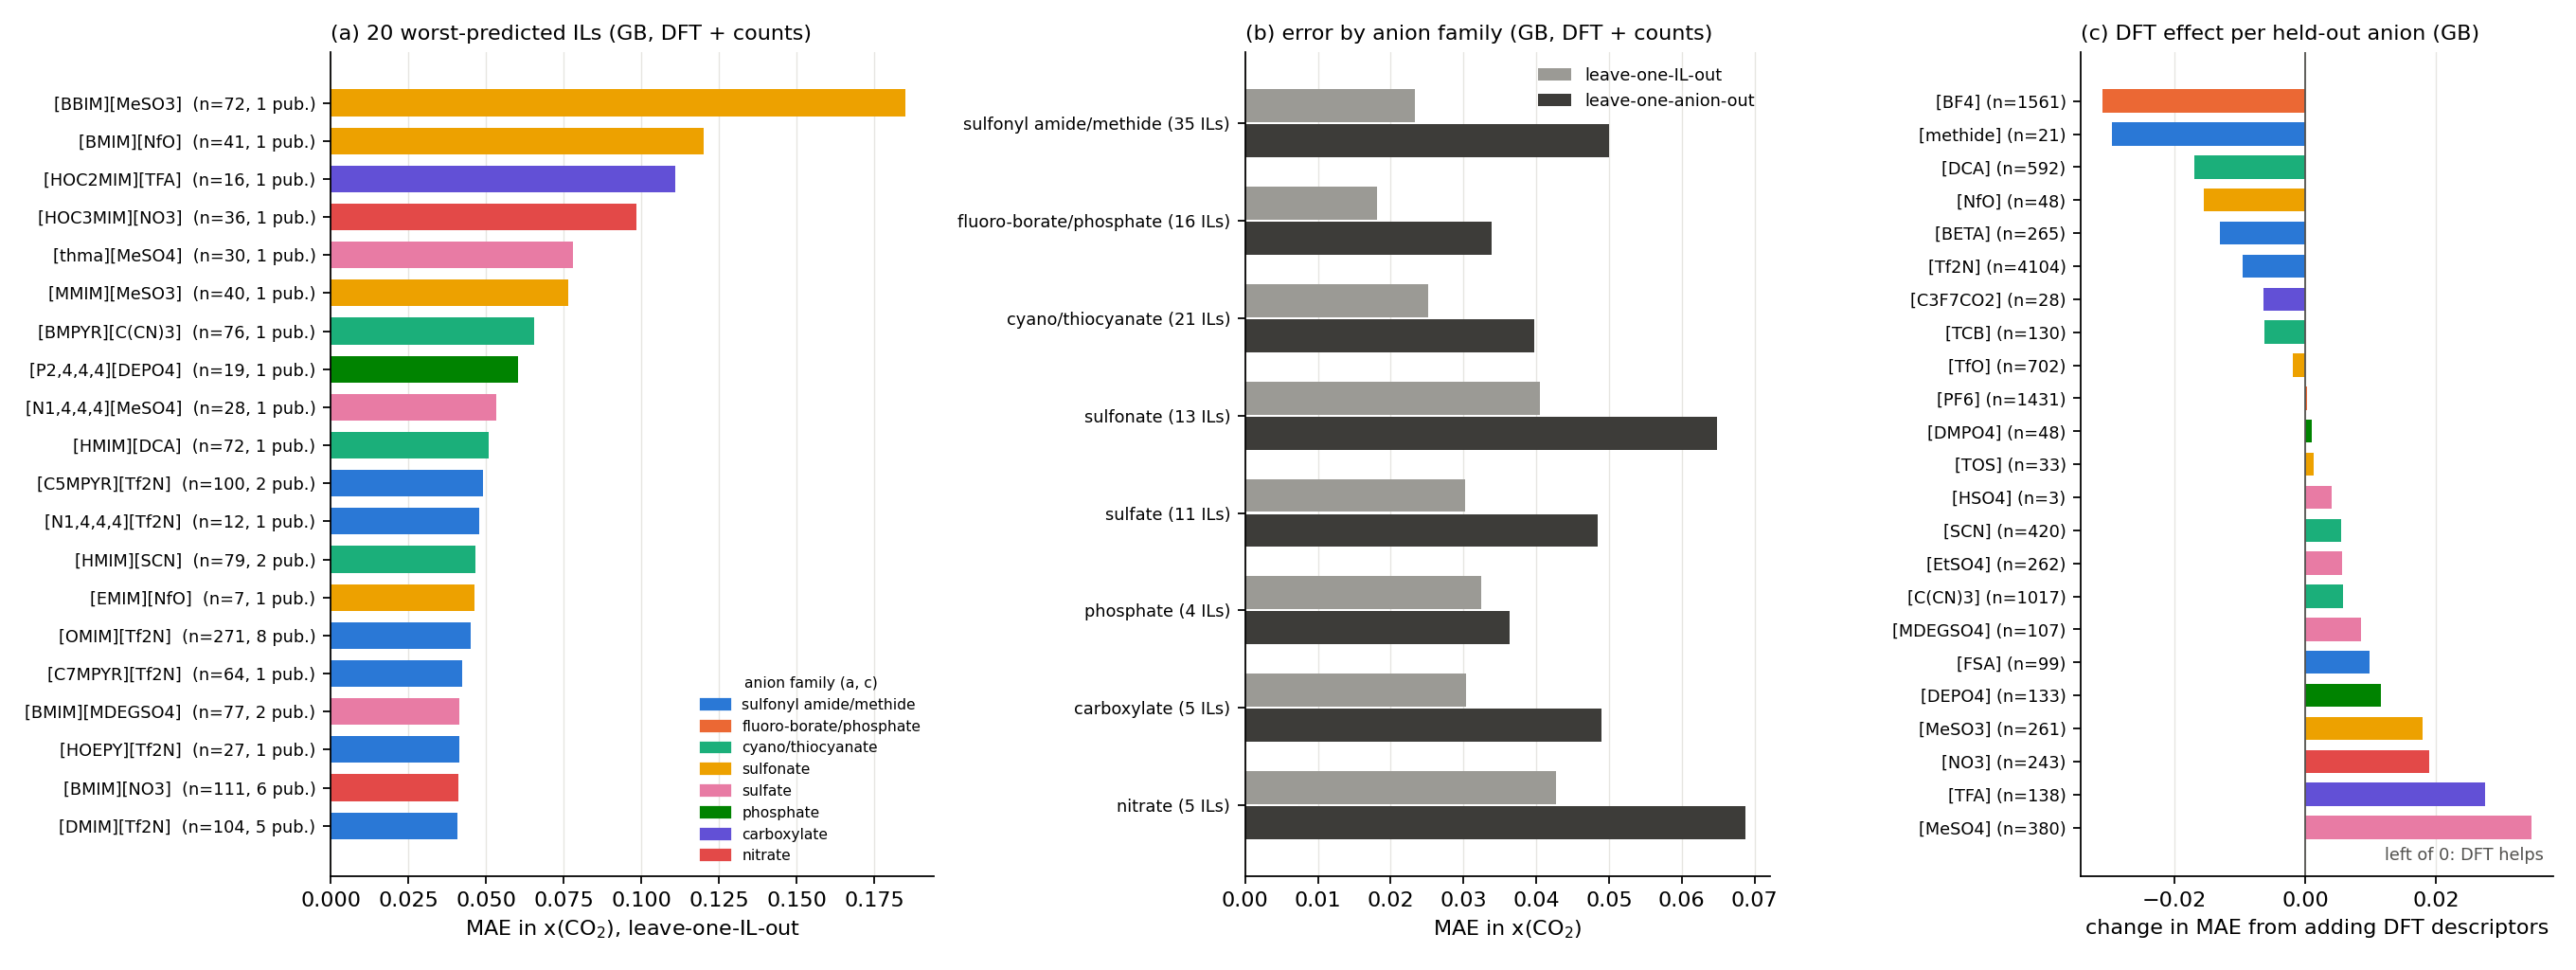 (a) 20 worst-predicted ILs (GB, DFT + counts)
[BBIM][MeSO3] (n=72, 1 pub.)
[BMIM][NfO] (n=41, 1 pub.)
[HOC2MIM][TFA] (n=16, 1 pub.)
[HOC3MIM][NO3] (n=36, 1 pub.)
[thma][MeSO4] (n=30, 1 pub.)
[MMIM][MeSO3] (n=40, 1 pub.)
[BMPYR][C(CN)3] (n=76, 1 pub.)
[P2,4,4,4][DEPO4] (n=19, 1 pub.)
[N1,4,4,4][MeSO4] (n=28, 1 pub.)
[HMIM][DCA] (n=72, 1 pub.)
[C5MPYR][Tf2N] (n=100, 2 pub.)
[N1,4,4,4][Tf2N] (n=12, 1 pub.)
[HMIM][SCN] (n=79, 2 pub.)
[EMIM][NfO] (n=7, 1 pub.)
[OMIM][Tf2N] (n=271, 8 pub.)
[C7MPYR][Tf2N] (n=64, 1 pub.)
[BMIM][MDEGSO4] (n=77, 2 pub.)
[HOEPY][Tf2N] (n=27, 1 pub.)
[BMIM][NO3] (n=111, 6 pub.)
[DMIM][Tf2N] (n=104, 5 pub.)
anion family (a, c)
sulfonyl amide/methide
fluoro-borate/phosphate
cyano/thiocyanate
sulfonate
sulfate
phosphate
carboxylate
nitrate
0.000 0.025 0.050 0.075 0.100 0.125 0.150 0.175
MAE in x(CO₂), leave-one-IL-out
(b) error by anion family (GB, DFT + counts)
leave-one-IL-out
leave-one-anion-out
sulfonyl amide/methide (35 ILs)
fluoro-borate/phosphate (16 ILs)
cyano/thiocyanate (21 ILs)
sulfonate (13 ILs)
sulfate (11 ILs)
phosphate (4 ILs)
carboxylate (5 ILs)
nitrate (5 ILs)
0.00 0.01 0.02 0.03 0.04 0.05 0.06 0.07
MAE in x(CO₂)
(c) DFT effect per held-out anion (GB)
[BF4] (n=1561)
[methide] (n=21)
[DCA] (n=592)
[NfO] (n=48)
[BETA] (n=265)
[Tf2N] (n=4104)
[C3F7CO2] (n=28)
[TCB] (n=130)
[TfO] (n=702)
[PF6] (n=1431)
[DMPO4] (n=48)
[TOS] (n=33)
[HSO4] (n=3)
[SCN] (n=420)
[EtSO4] (n=262)
[C(CN)3] (n=1017)
[MDEGSO4] (n=107)
[FSA] (n=99)
[DEPO4] (n=133)
[MeSO3] (n=261)
[NO3] (n=243)
[TFA] (n=138)
[MeSO4] (n=380)
left of 0: DFT helps
−0.02 0.00 0.02
change in MAE from adding DFT descriptors